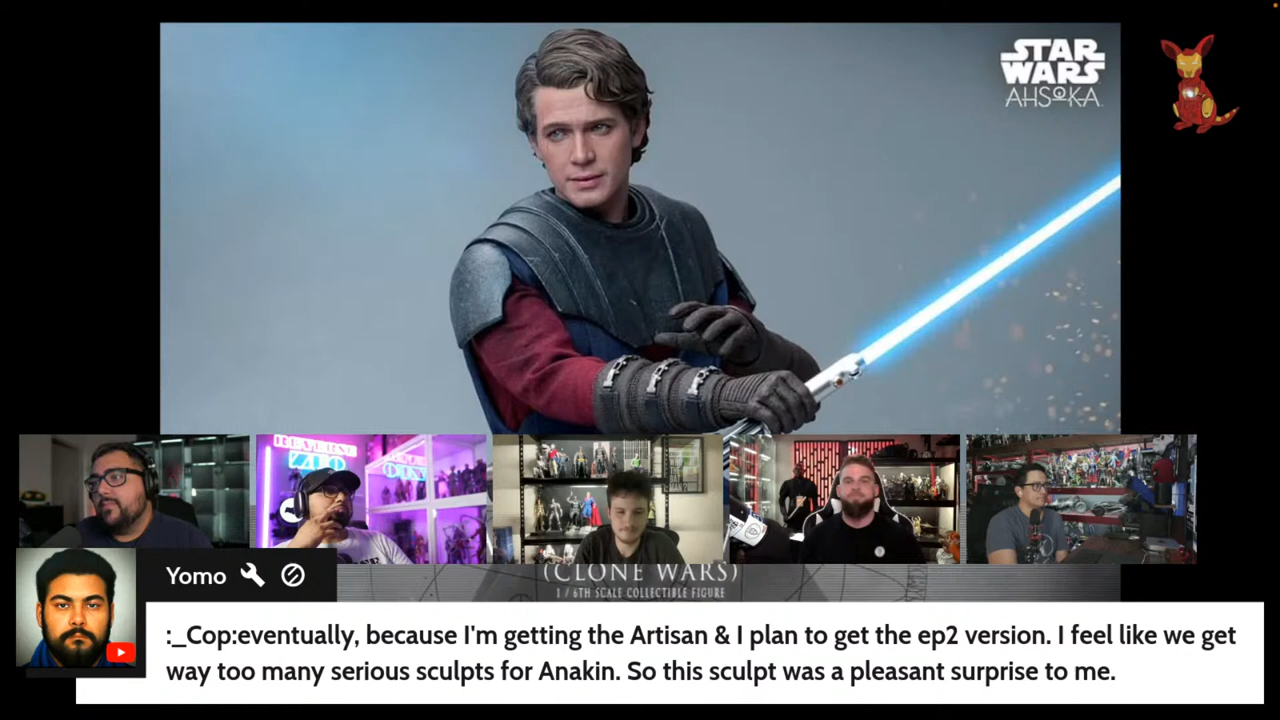 STAR
WARS
AHSOKA
(CLONE WARS)
1 / 6TH SCALE COLLECTIBLE FIGURE
Yomo
:_Cop:eventually, because I'm getting the Artisan & I plan to get the ep2 version. I feel like we get
way too many serious sculpts for Anakin. So this sculpt was a pleasant surprise to me.